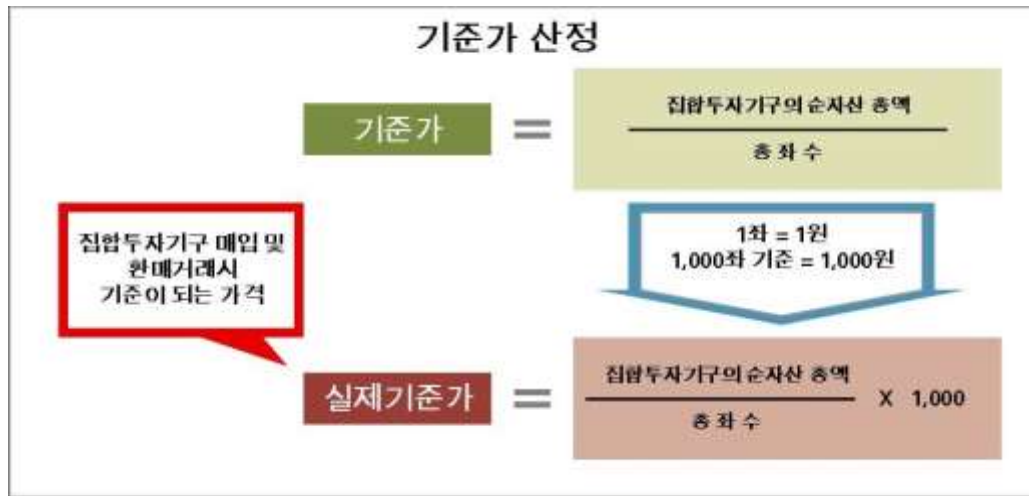 기준가 산정
기준가
=
집합투자기구의 순자산 총액
총 좌 수
집합투자기구 매입 및
환매거래시
기준이 되는 가격
1좌 = 1원
1,000좌 기준 = 1,000원
실제기준가
=
집합투자기구의 순자산 총액
총 좌 수
X 1,000